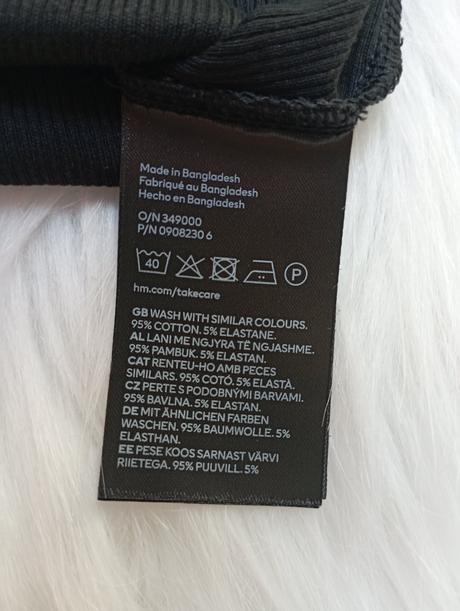 Made in Bangladesh
Fabriqué au Bangladesh
Hecho en Bangladesh
O/N 349000
P/N 0908230 6
40
P
hm.com/takecare
GB WASH WITH SIMILAR COLOURS.
95% COTTON. 5% ELASTANE.
AL LANI ME NGJYRA TË NGJASHME.
95% PAMBUK. 5% ELASTAN.
CAT RENTEU-HO AMB PECES
SIMILARS. 95% COTÓ. 5% ELASTÀ.
CZ PERTE S PODOBNÝMI BARVAMI.
95% BAVLNA. 5% ELASTAN.
DE MIT ÄHNLICHEN FARBEN
WASCHEN. 95% BAUMWOLLE. 5%
ELASTHAN.
EE PESE KOOS SARNAST VÄRVI
RIIETEGA. 95% PUUVILL. 5%